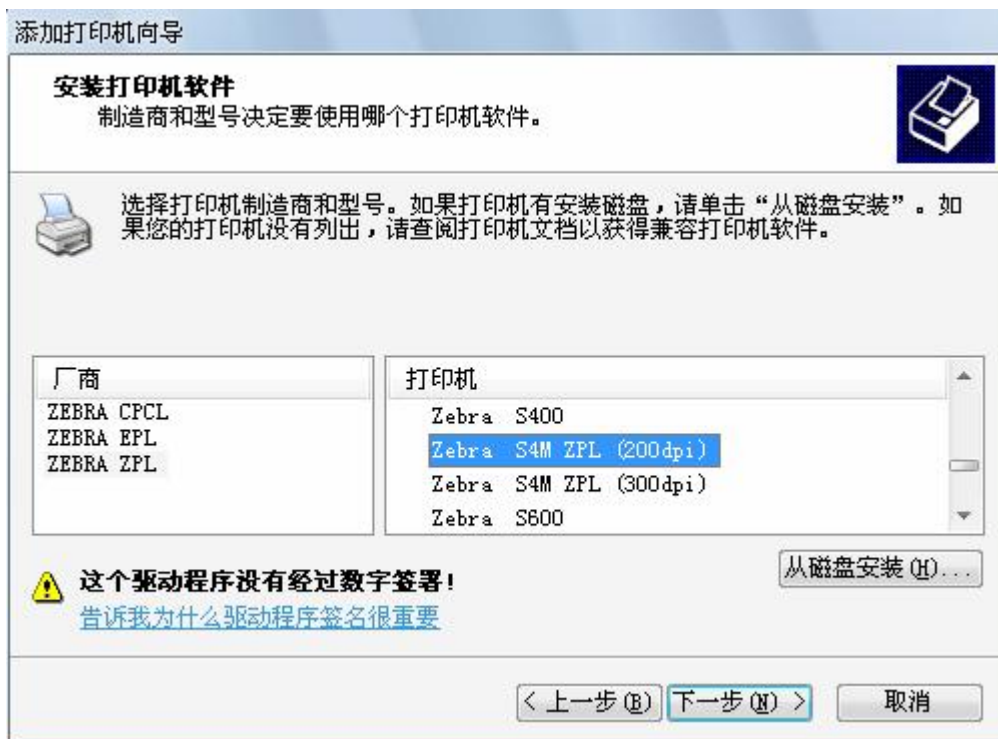 添加打印机向导
安装打印机软件
制造商和型号决定要使用哪个打印机软件。
选择打印机制造商和型号。如果打印机有安装磁盘，请单击“从磁盘安装”。如
果您的打印机没有列出，请查阅打印机文档以获得兼容打印机软件。
厂商
ZEBRA CPCL
ZEBRA EPL
ZEBRA ZPL
打印机
Zebra S400
Zebra S4M ZPL (200dpi)
Zebra S4M ZPL (300dpi)
Zebra S600
这个驱动程序没有经过数字签署!
告诉我为什么驱动程序签名很重要
从磁盘安装(H)...
< 上一步(B)
下一步(N) >
取消